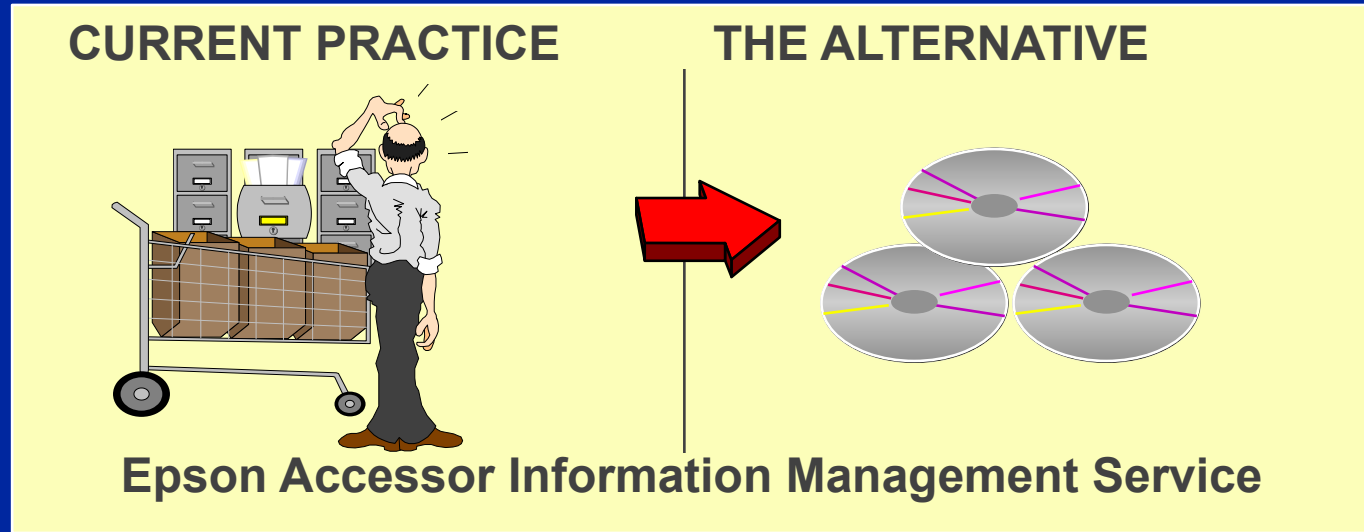 CURRENT PRACTICE
THE ALTERNATIVE
Epson Accessor Information Management Service